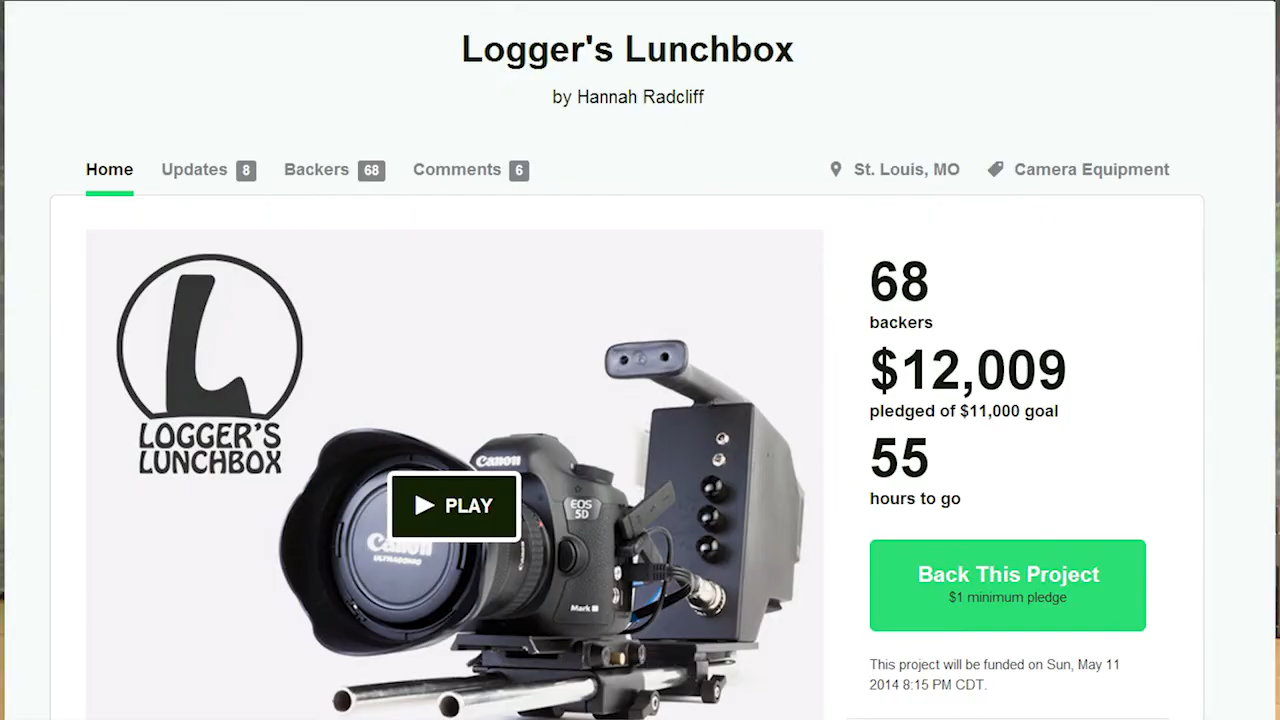 Logger's Lunchbox
by Hannah Radcliff
Home Updates 8 Backers 68 Comments 6 St. Louis, MO Camera Equipment
LOGGER'S
LUNCHBOX
Canon
EOS
5D
Canon
ULTRASONIC
Mark III
PLAY
68
backers
$12,009
pledged of $11,000 goal
55
hours to go
Back This Project
$1 minimum pledge
This project will be funded on Sun, May 11
2014 8:15 PM CDT.